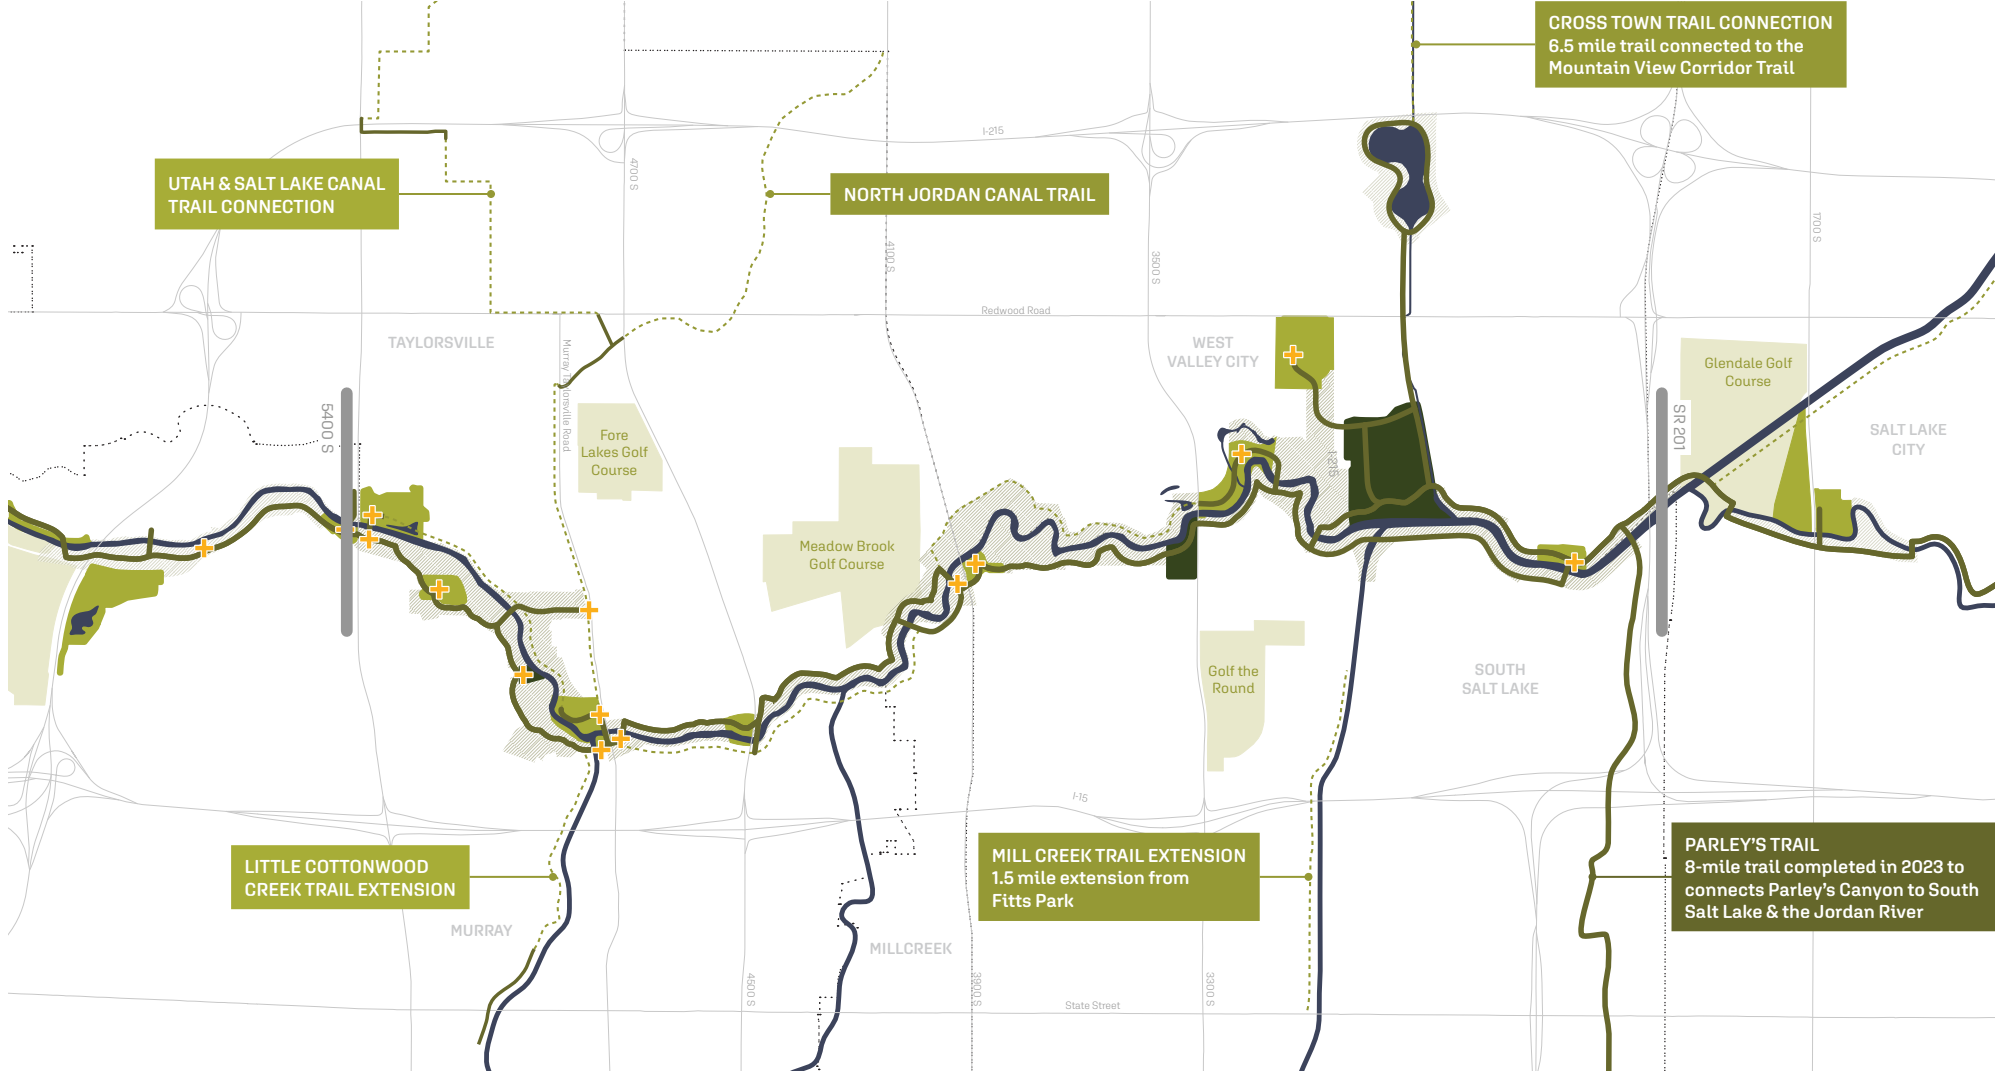 CROSS TOWN TRAIL CONNECTION
6.5 mile trail connected to the
Mountain View Corridor Trail
I-215
4700 S
UTAH & SALT LAKE CANAL
TRAIL CONNECTION
NORTH JORDAN CANAL TRAIL
4100 S
3500 S
1700 S
Redwood Road
TAYLORSVILLE
Murray Taylorsville Road
WEST
VALLEY CITY
Glendale Golf
Course
5400 S
SR 201
SALT LAKE
CITY
Fore
Lakes Golf
Course
I-215
Meadow Brook
Golf Course
Golf the
Round
SOUTH
SALT LAKE
I-15
LITTLE COTTONWOOD
CREEK TRAIL EXTENSION
MILL CREEK TRAIL EXTENSION
1.5 mile extension from
Fitts Park
PARLEY'S TRAIL
8-mile trail completed in 2023 to
connects Parley's Canyon to South
Salt Lake & the Jordan River
MURRAY
MILLCREEK
4500 S
3900 S
3300 S
State Street